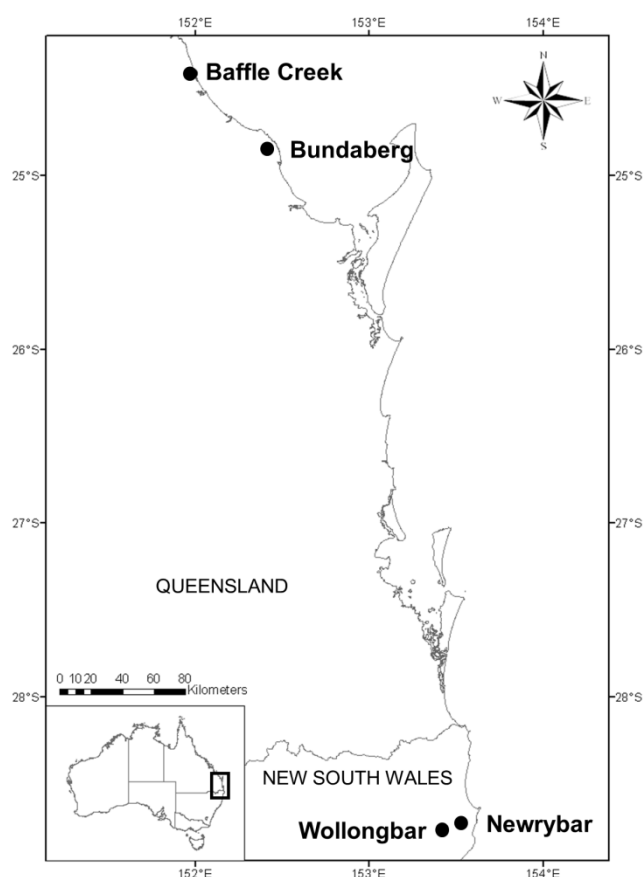 152°E 153°E 154°E
Baffle Creek
N
W E
S
Bundaberg
25°S 25°S
26°S 26°S
27°S 27°S
QUEENSLAND
0 10 20 40 60 80
Kilometers
28°S 28°S
NEW SOUTH WALES
Wollongbar
Newrybar
152°E 153°E 154°E